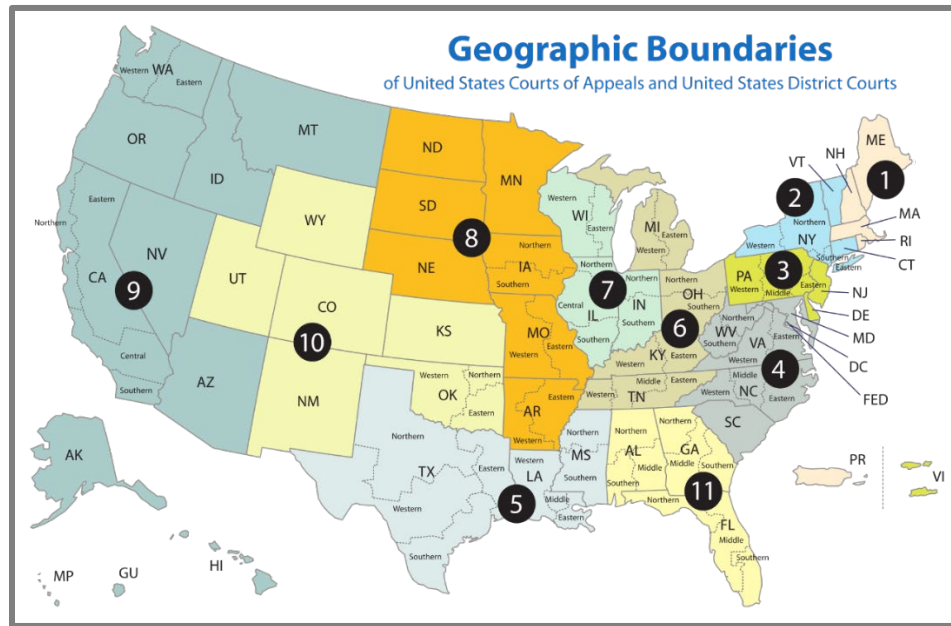 Geographic Boundaries
of United States Courts of Appeals and United States District Courts
WA
Western
Eastern
OR
MT
ID
ND
MN
SD
8
NE
WY
Northern
Eastern
CA
9
NV
Central
Southern
UT
CO
10
KS
AZ
NM
Western
Northern
OK
Eastern
Northern
IA
Southern
MO
Eastern
Western
AR
Eastern
Western
Western
WI
Eastern
Northern
7
Northern
Central
IL
IN
Southern
Southern
MI
Eastern
Western
Northern
OH
Southern
6
KY
Western
Eastern
Middle
Western
TN
Eastern
ME
NH
VT
1
2
Northern
Western
NY
Southern
Eastern
MA
RI
CT
3
PA
Western
Middle
Eastern
NJ
DE
MD
DC
FED
Northern
WV
Southern
VA
Eastern
Western
4
Middle
Western
NC
Eastern
SC
Northern
TX
Eastern
Western
Southern
Western
LA
Middle
Eastern
5
Northern
MS
Southern
Northern
AL
Middle
Southern
Northern
GA
Middle
Southern
11
Northern
FL
Middle
Southern
PR
VI
AK
HI
GU
MP